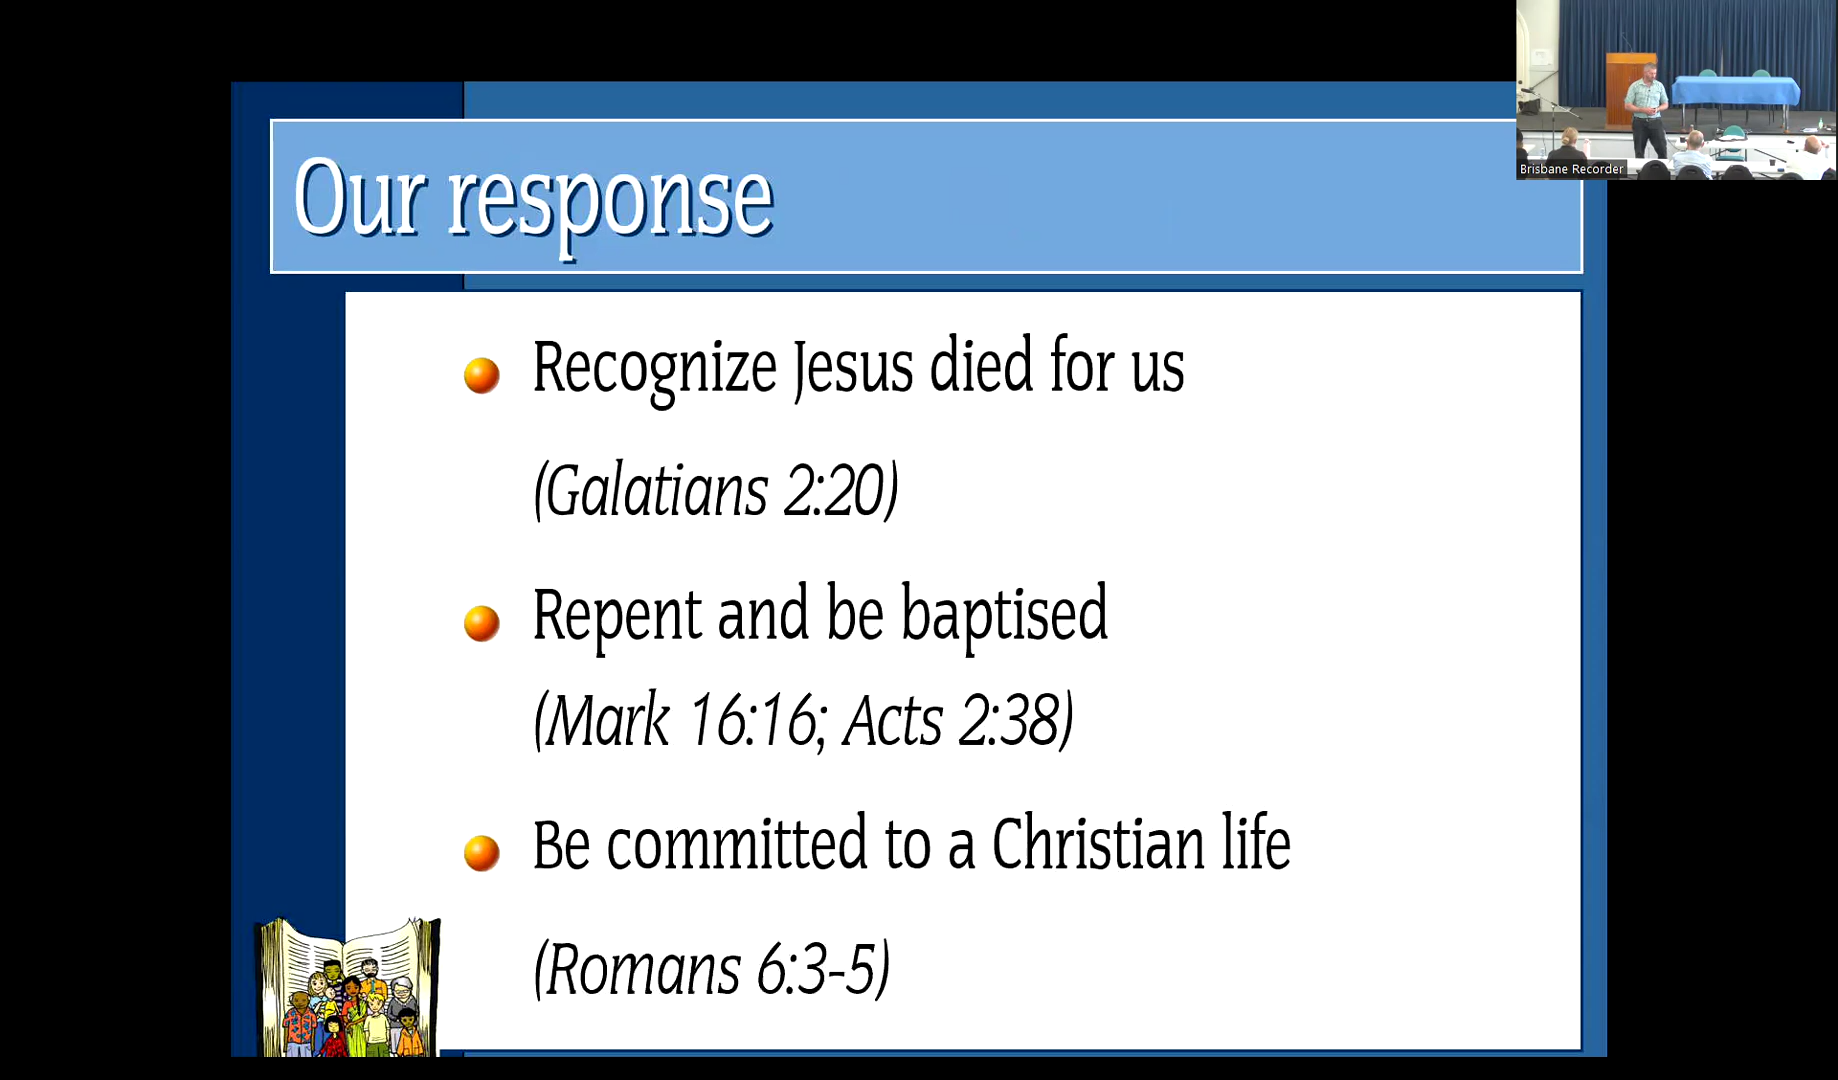 Our response
Recognize Jesus died for us
(Galatians 2:20)
Repent and be baptised
(Mark 16:16; Acts 2:38)
Be committed to a Christian life
(Romans 6:3-5)
Brisbane Recorder